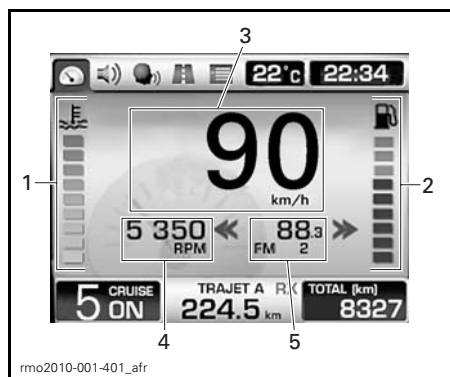 3
22°c 22:34
1
90
km/h
2
5 350
RPM
88.3
FM 2
5 CRUISE ON
TRAJET A RX
224.5 km
TOTAL (km)
8327
4
5
rmo2010-001-401_afr